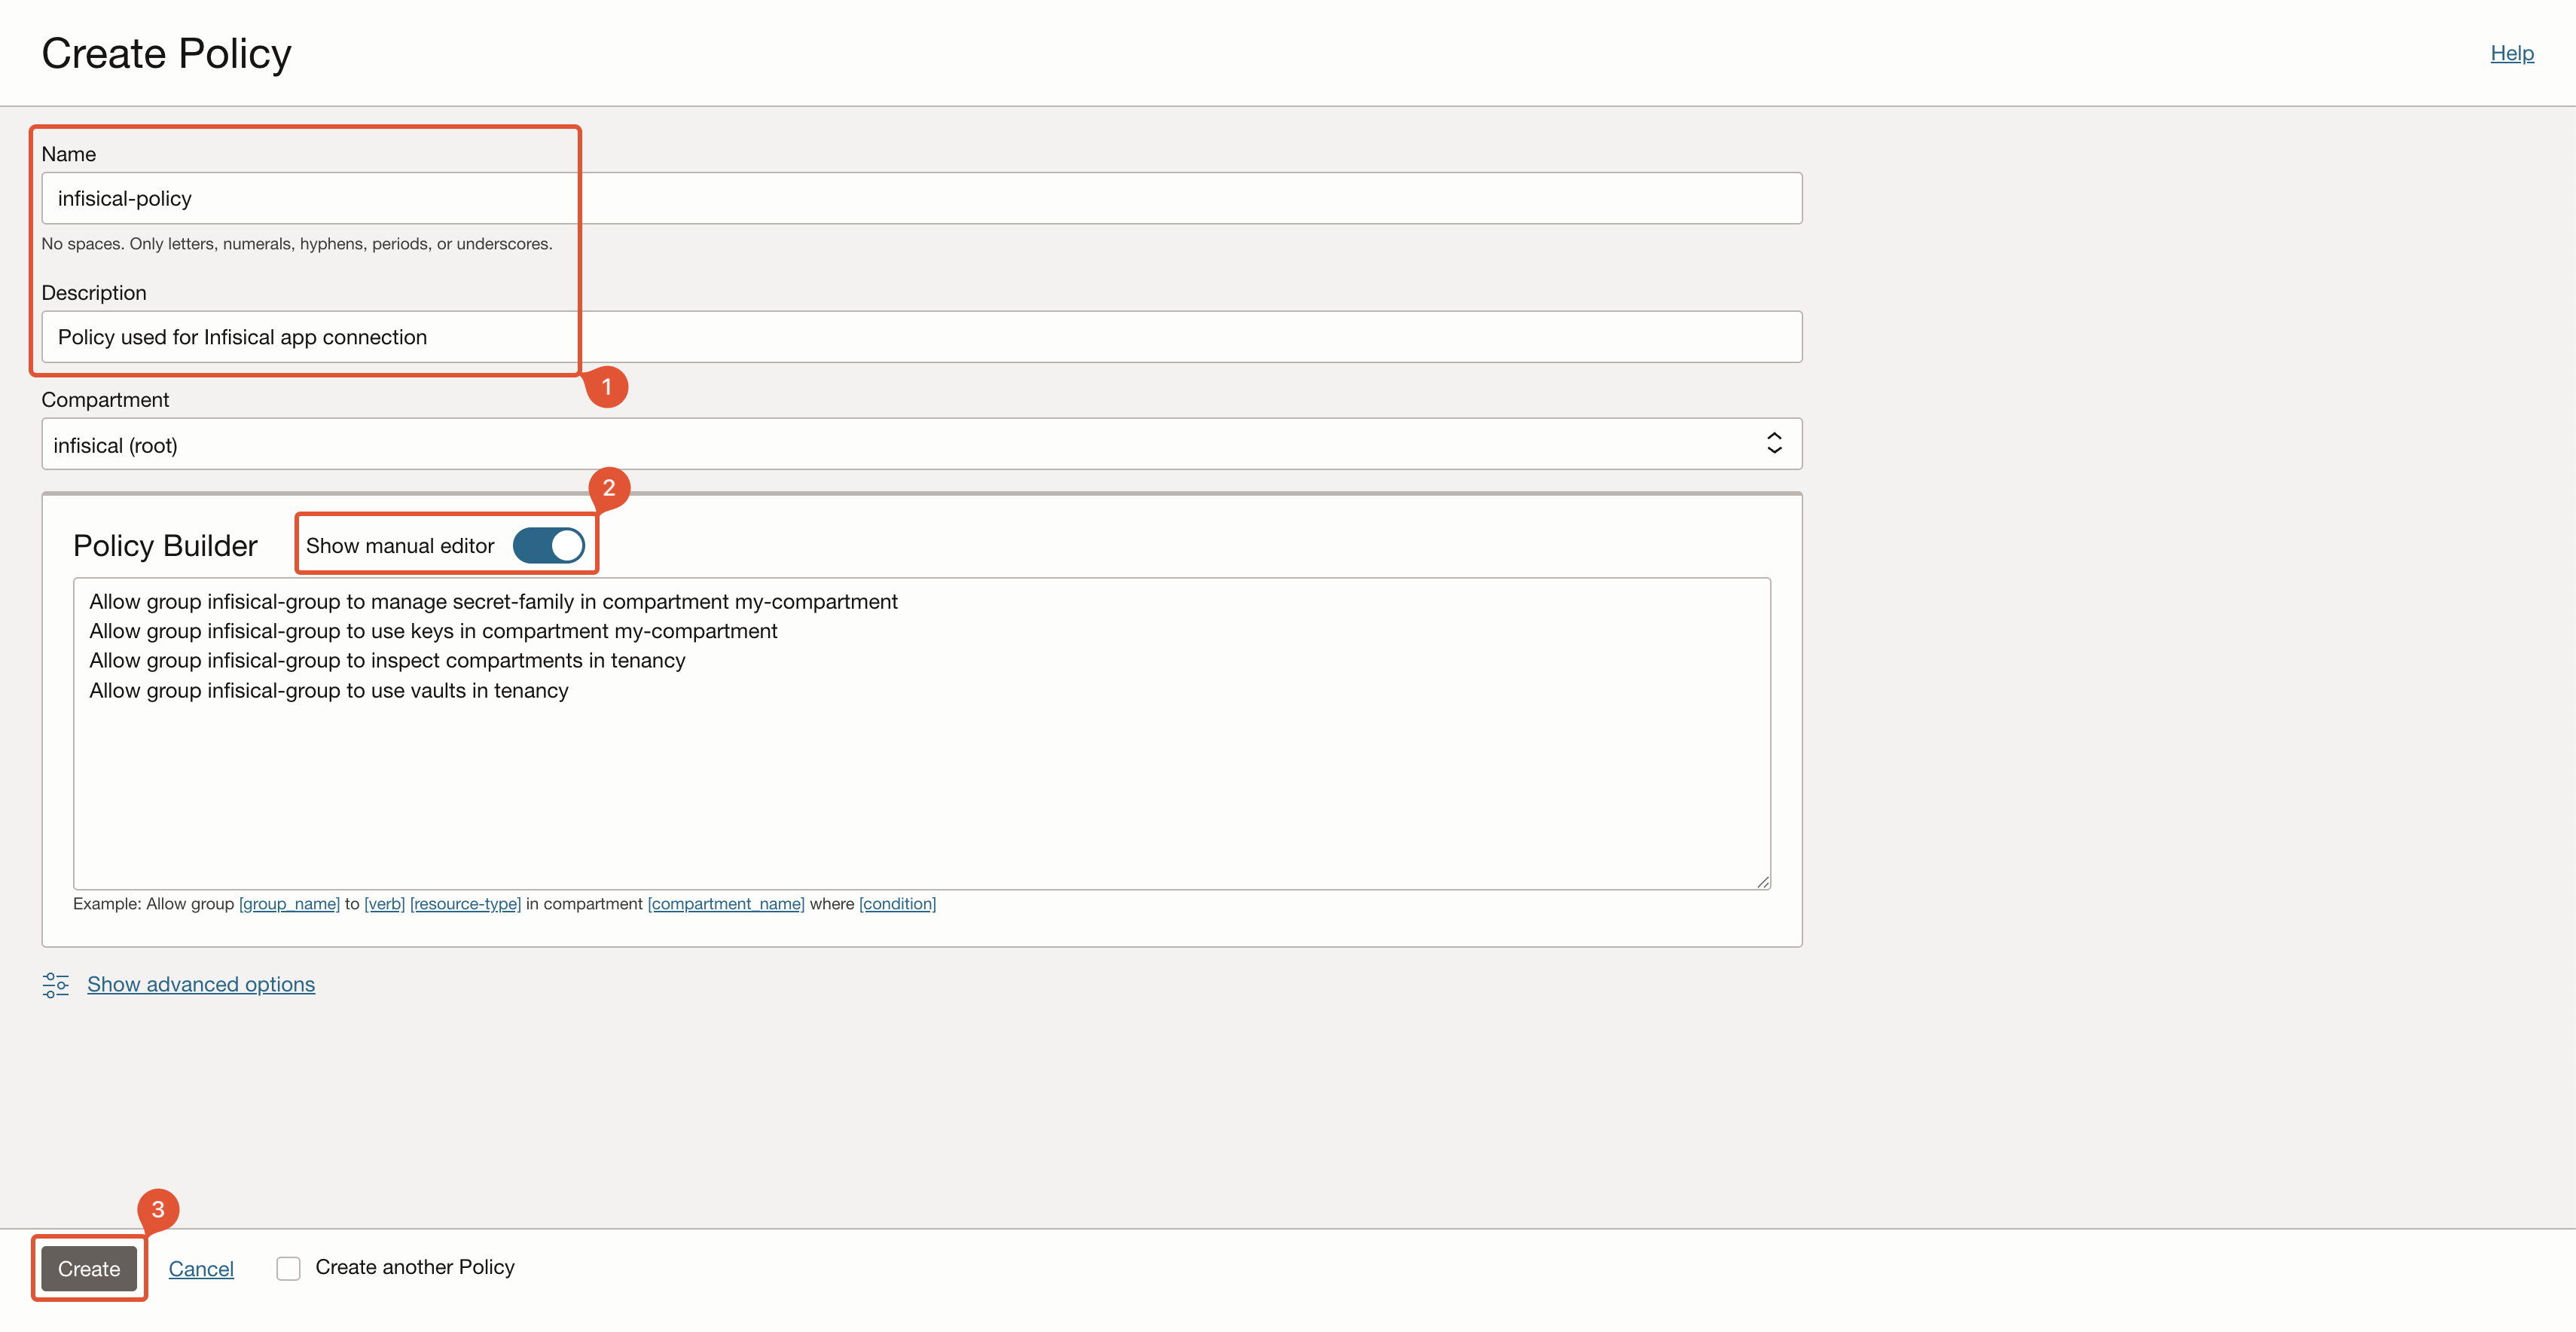 Create Policy
Help
Name
infisical-policy
No spaces. Only letters, numerals, hyphens, periods, or underscores.
Description
Policy used for Infisical app connection
1
Compartment
infisical (root)
2
Policy Builder
Show manual editor
Allow group infisical-group to manage secret-family in compartment my-compartment
Allow group infisical-group to use keys in compartment my-compartment
Allow group infisical-group to inspect compartments in tenancy
Allow group infisical-group to use vaults in tenancy
Example: Allow group [group_name] to [verb] [resource-type] in compartment [compartment_name] where [condition]
Show advanced options
3
Create
Cancel
Create another Policy